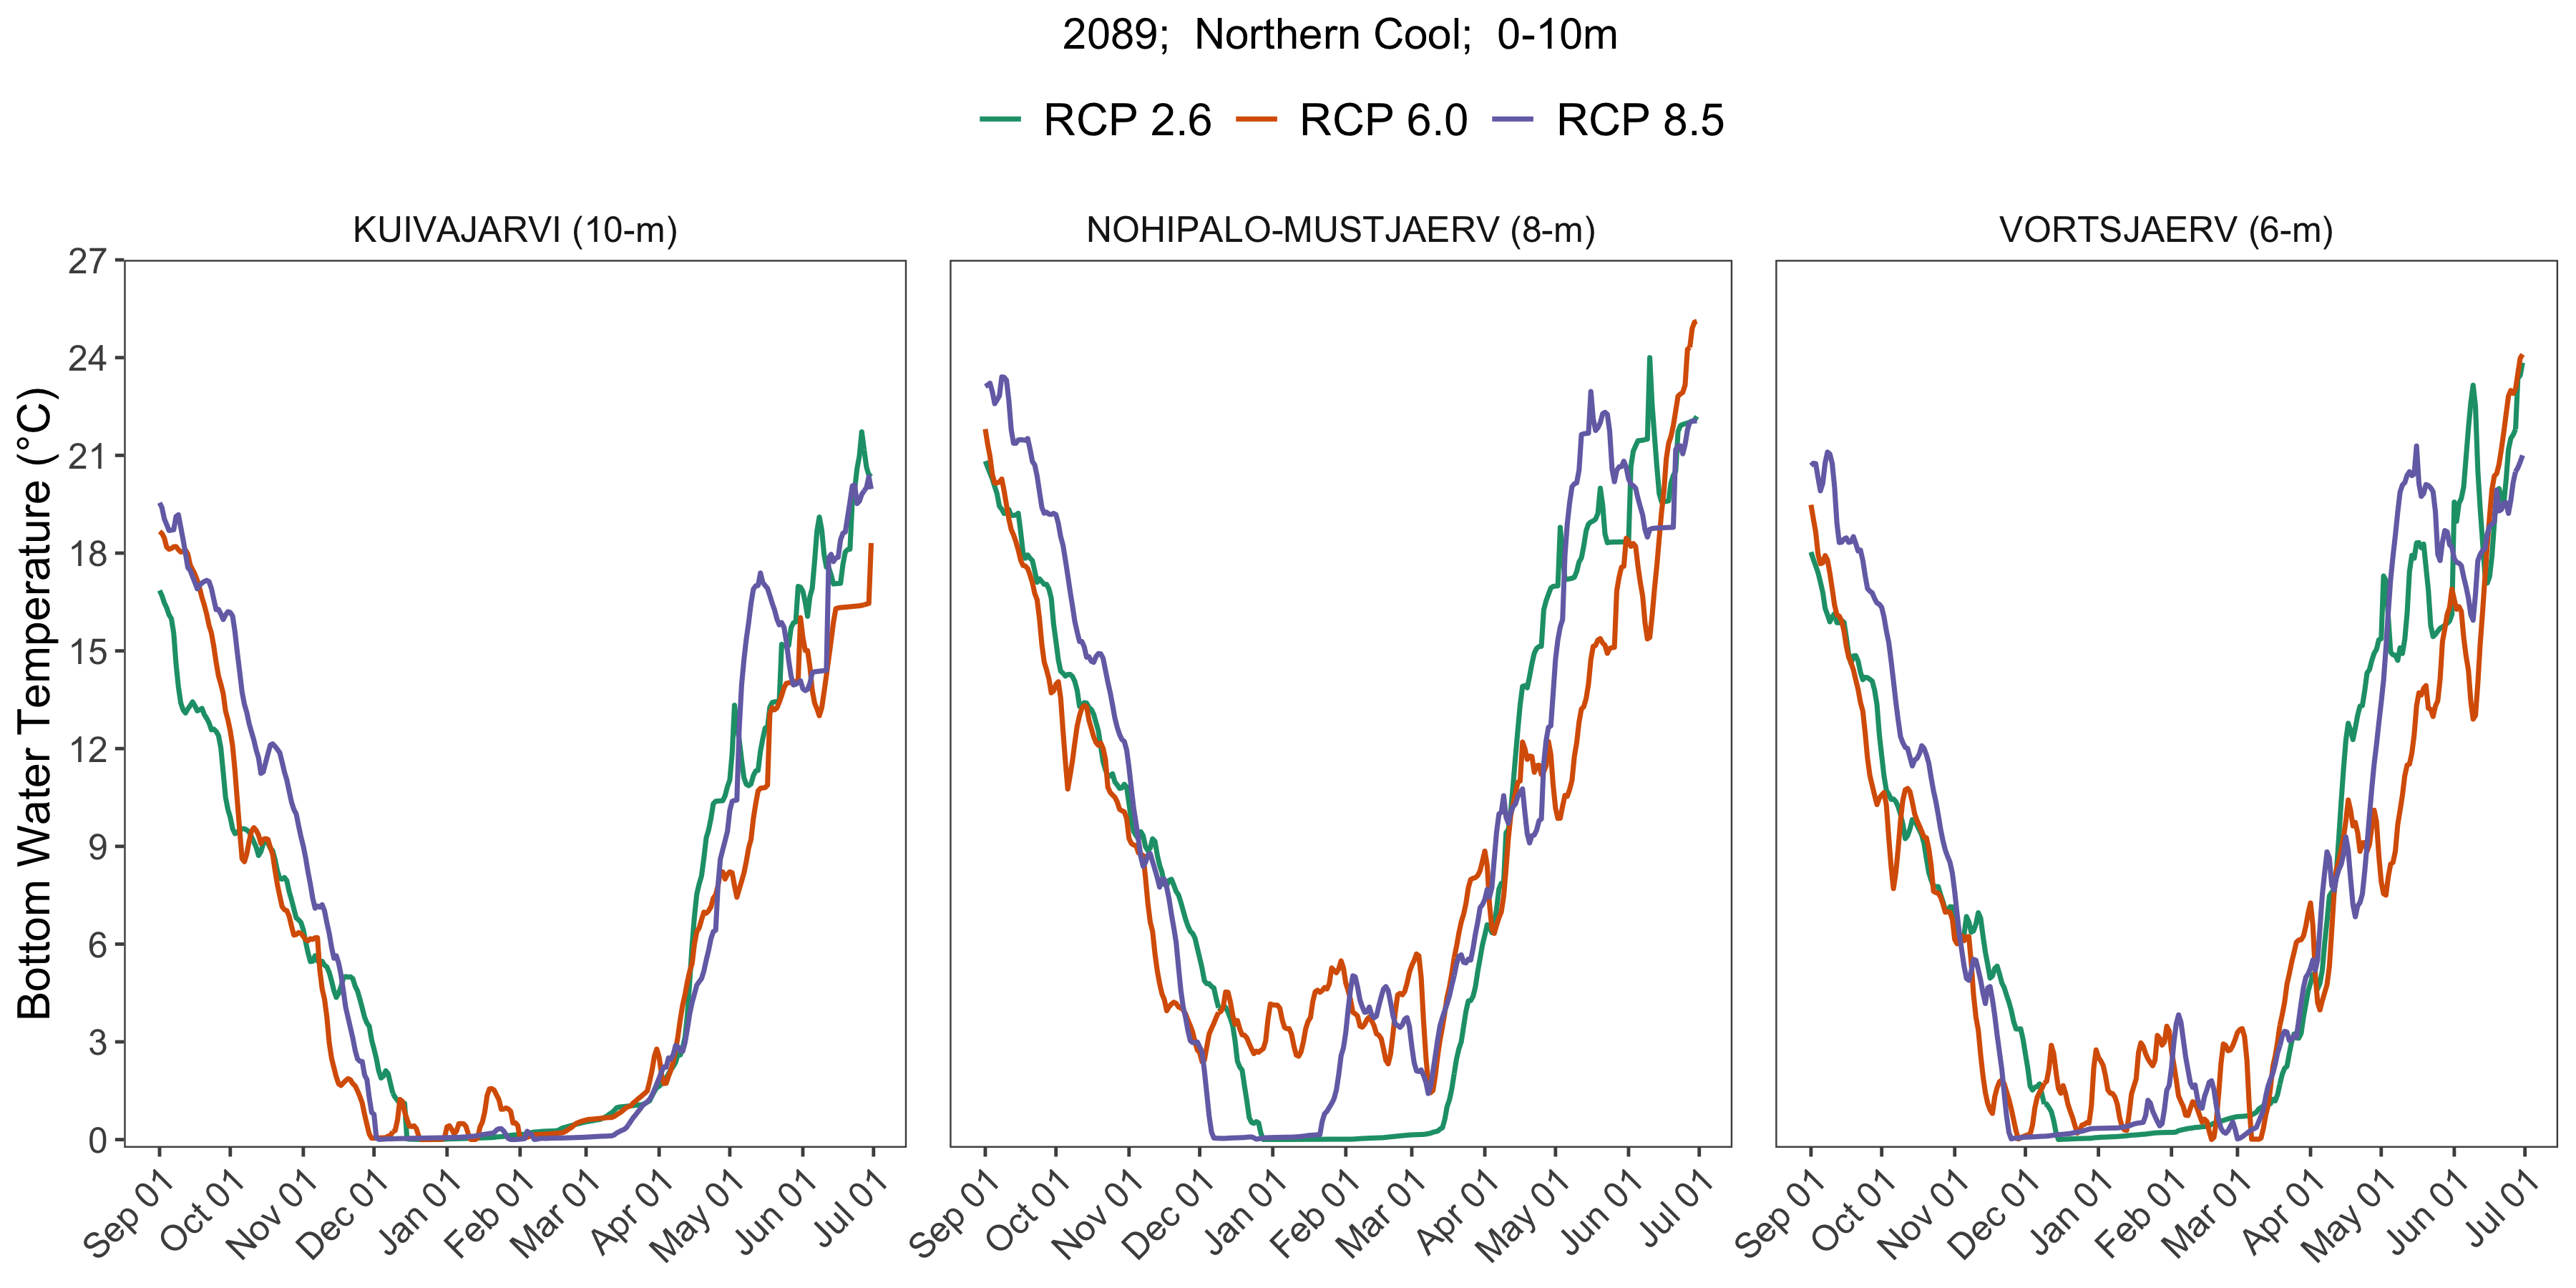 2089;  Northern Cool;  0-10m
RCP 2.6 RCP 6.0 RCP 8.5
KUIVAJARVI (10-m) NOHIPALO-MUSTJAERV (8-m) VORTSJAERV (6-m)
Bottom Water Temperature (°C)
27
24
21
18
15
12
9
6
3
0
Sep 01 Oct 01 Nov 01 Dec 01 Jan 01 Feb 01 Mar 01 Apr 01 May 01 Jun 01 Jul 01 Sep 01 Oct 01 Nov 01 Dec 01 Jan 01 Feb 01 Mar 01 Apr 01 May 01 Jun 01 Jul 01 Sep 01 Oct 01 Nov 01 Dec 01 Jan 01 Feb 01 Mar 01 Apr 01 May 01 Jun 01 Jul 01